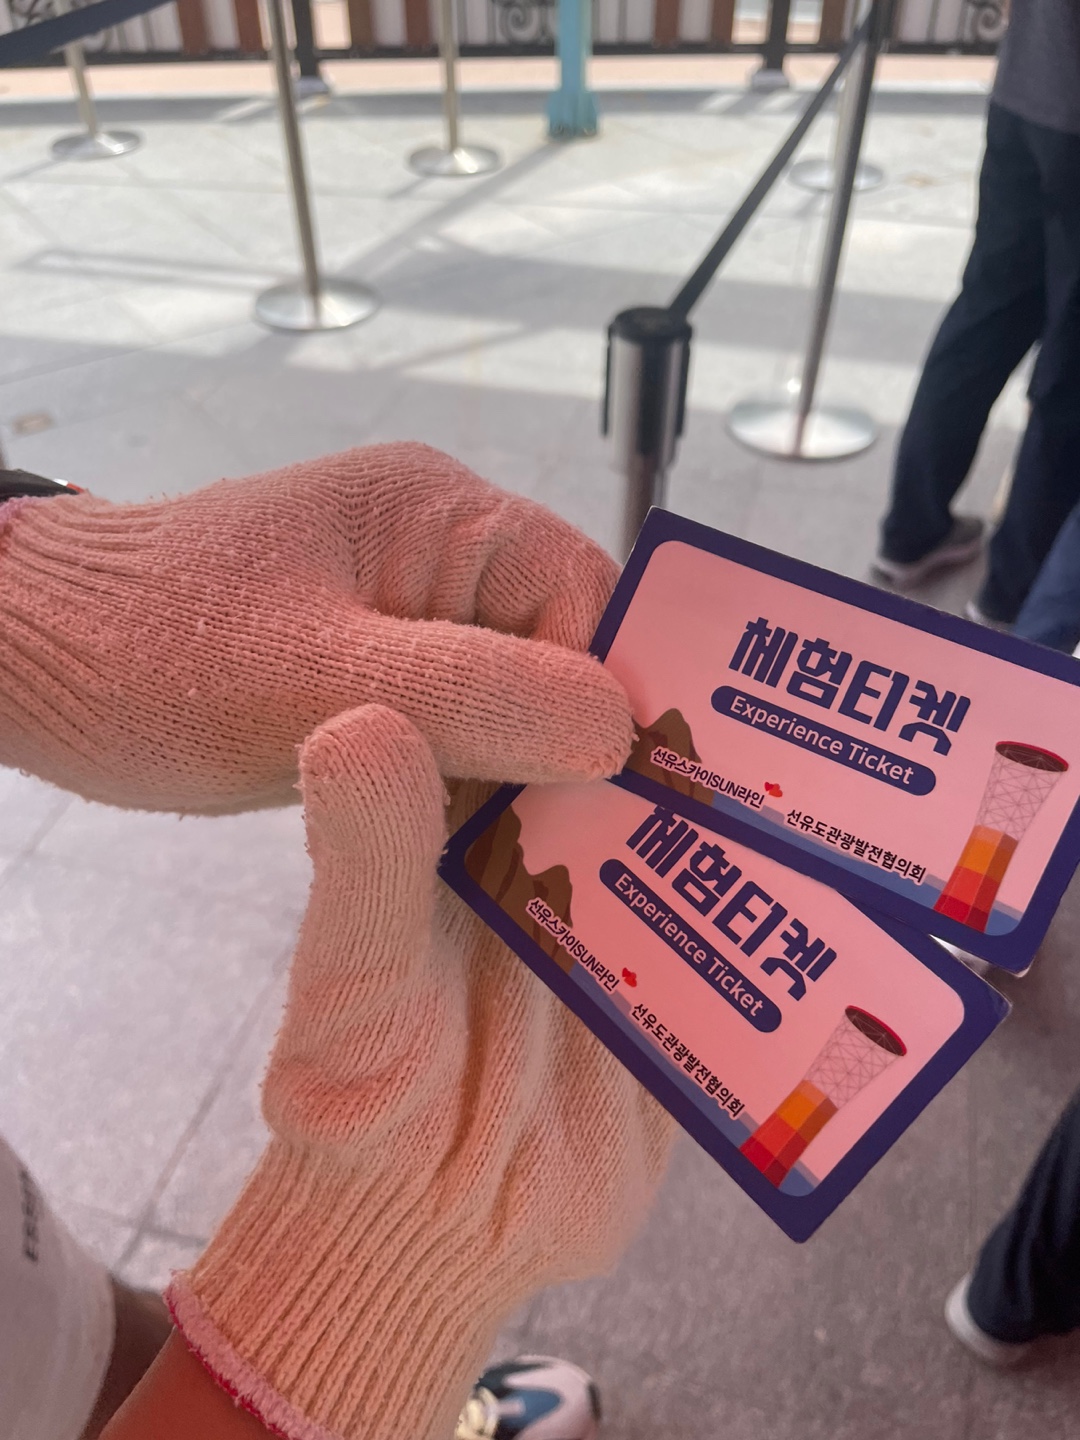 체험티켓
Experience Ticket
선유스카이SUN라인
선유도관광발전협의회
체험티켓
Experience Ticket
선유스카이SUN라인
선유도관광발전협의회